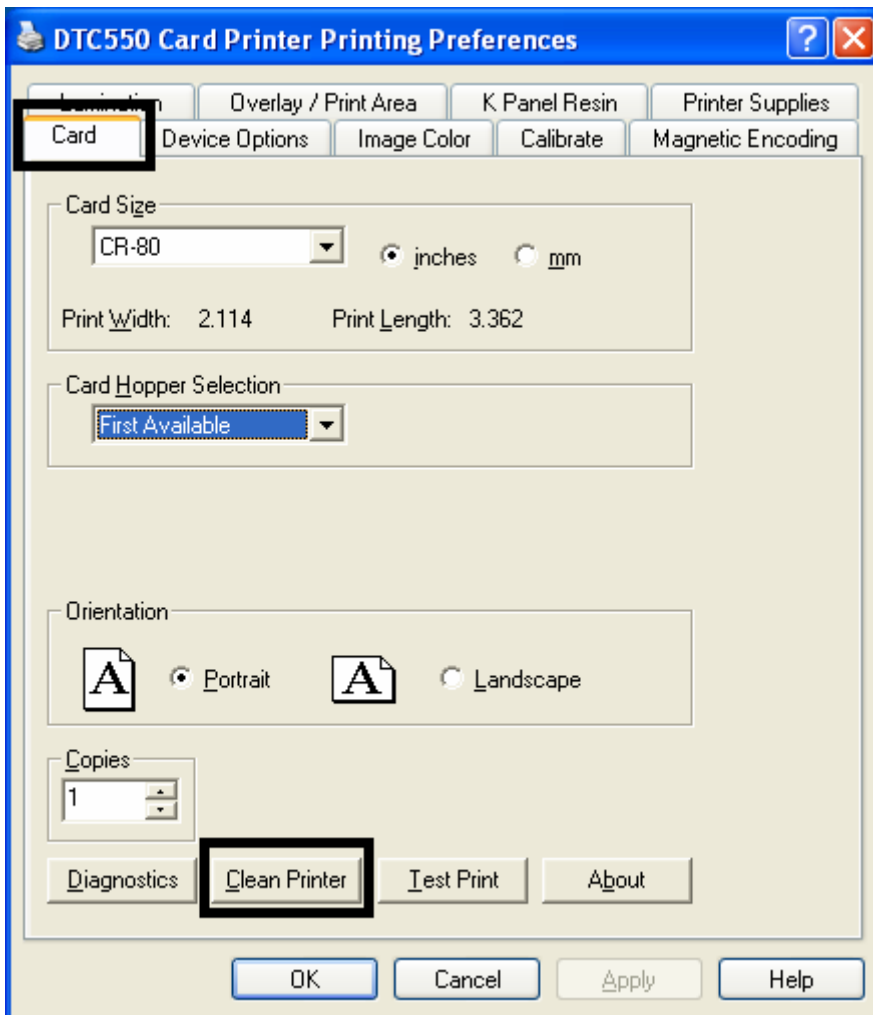 DTC550 Card Printer Printing Preferences
Lamination Overlay / Print Area K Panel Resin Printer Supplies
Card Device Options Image Color Calibrate Magnetic Encoding
Card Size
CR-80 inches mm
Print Width: 2.114 Print Length: 3.362
Card Hopper Selection
First Available
Orientation
A Portrait A Landscape
Copies
1
Diagnostics Clean Printer Test Print About
OK Cancel Apply Help